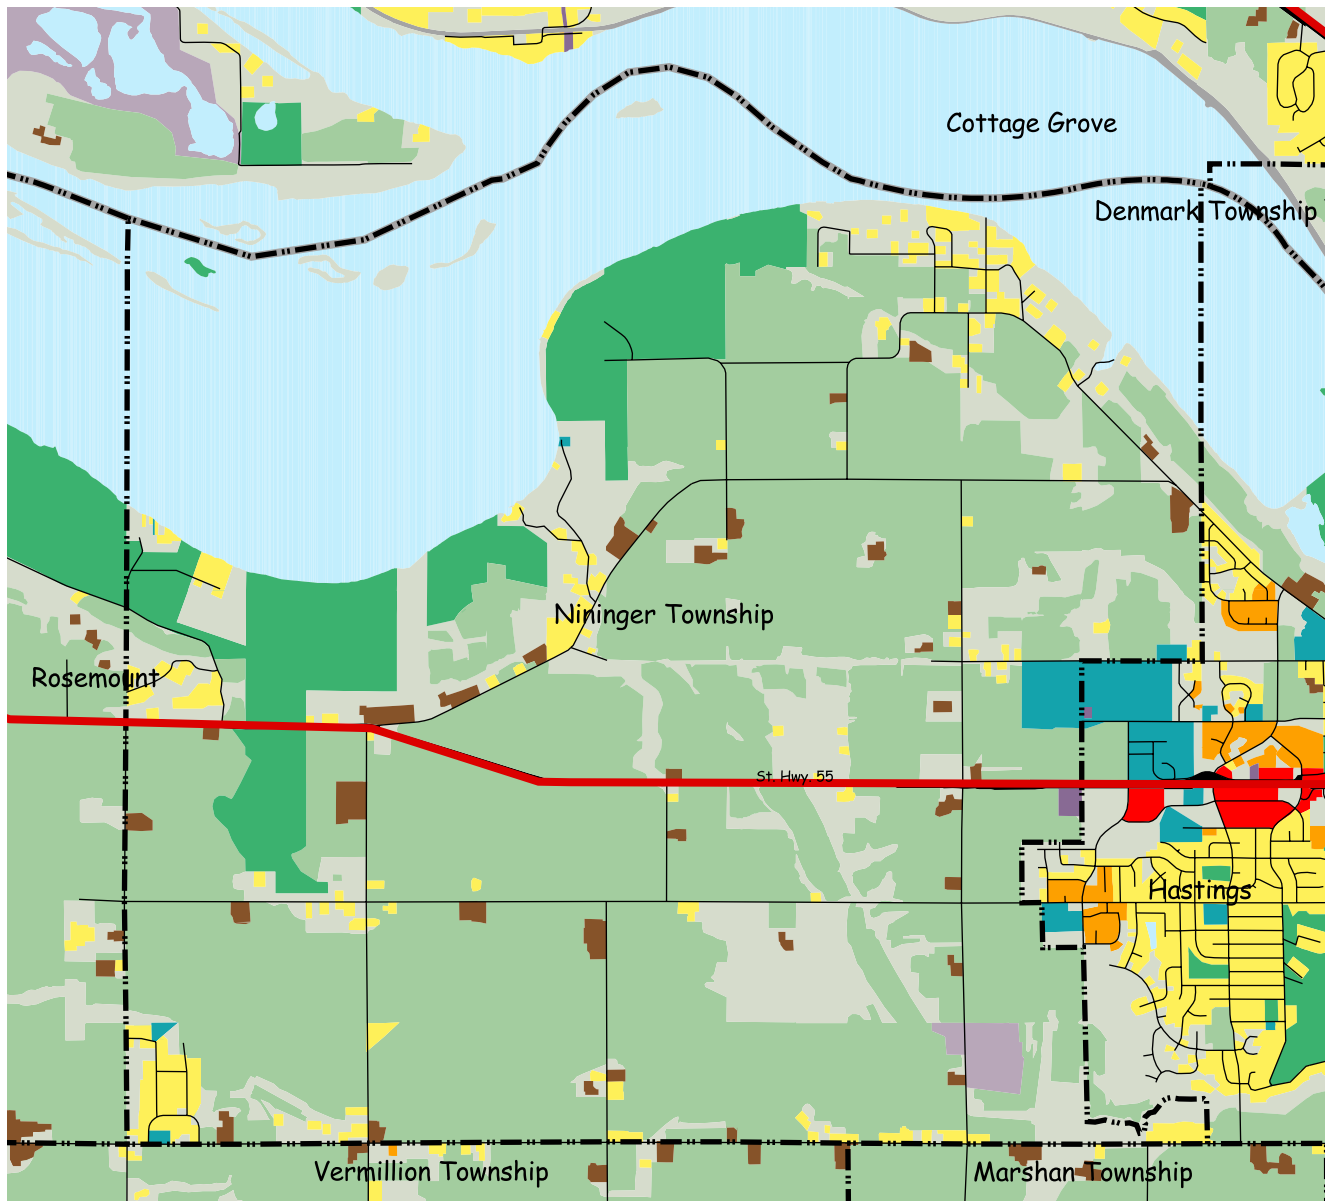 Cottage Grove
Denmark Township
Nininger Township
Rosemount
St. Hwy. 55
Hastings
Vermillion Township
Marshan Township